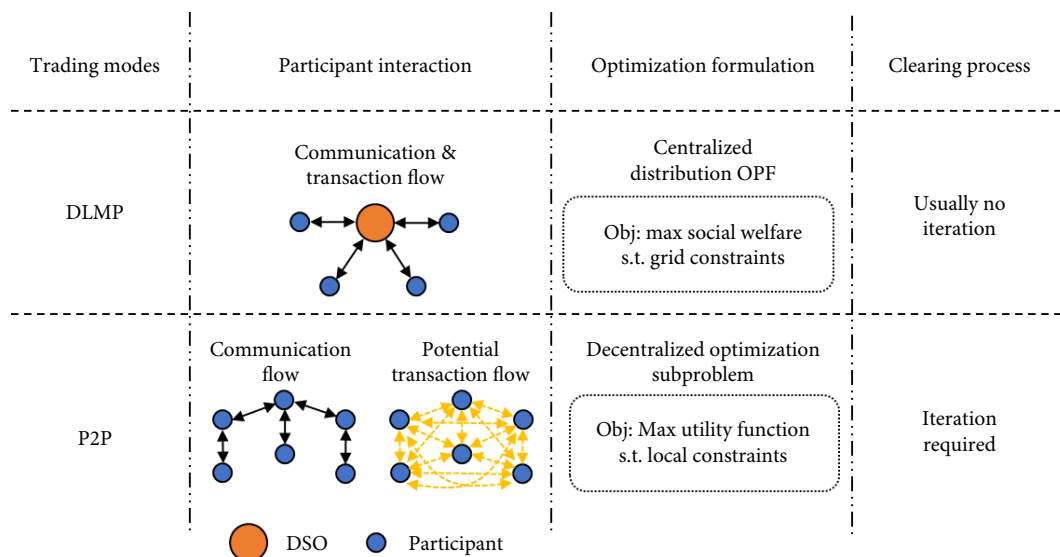 Trading modes
Participant interaction
Optimization formulation
Clearing process
DLMP
Communication &
transaction flow
Centralized
distribution OPF
Obj: max social welfare
s.t. grid constraints
Usually no
iteration
P2P
Communication
flow
Potential
transaction flow
Decentralized optimization
subproblem
Obj: Max utility function
s.t. local constraints
Iteration
required
DSO
Participant